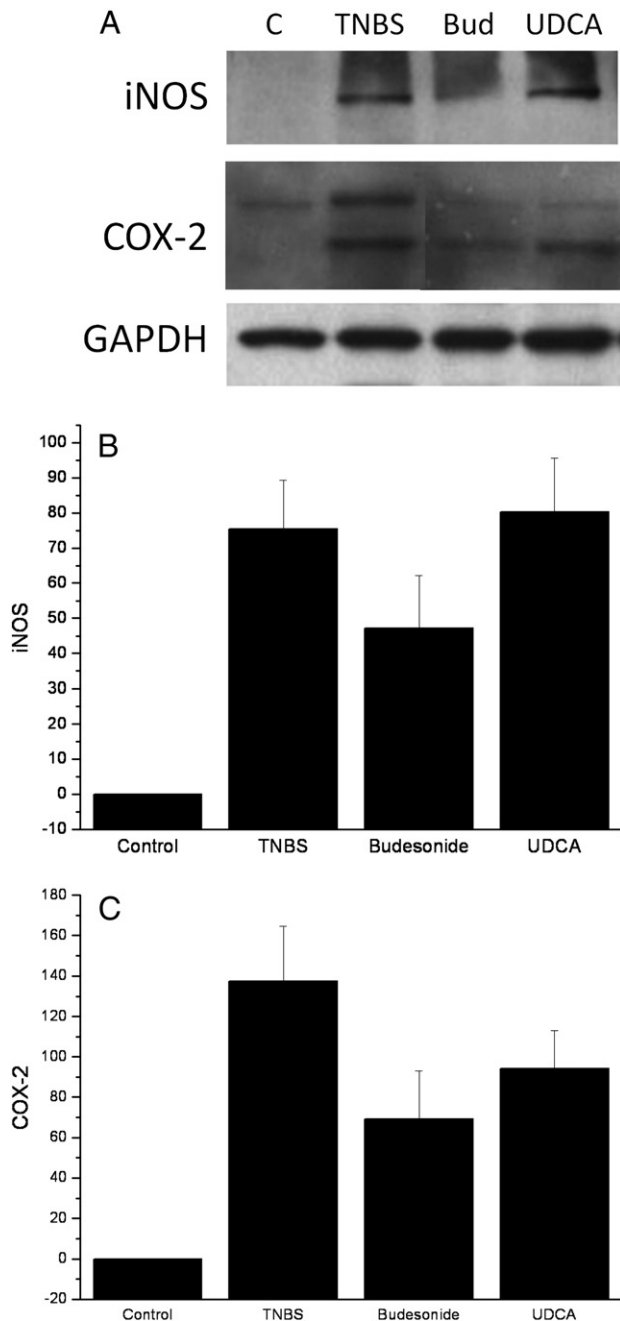 A C TNBS Bud UDCA
iNOS
COX-2
GAPDH
B
100
90
80
70
60
50
40
30
20
10
0
-10
iNOS
Control TNBS Budesonide UDCA
C
180
160
140
120
100
80
60
40
20
0
-20
COX-2
Control TNBS Budesonide UDCA